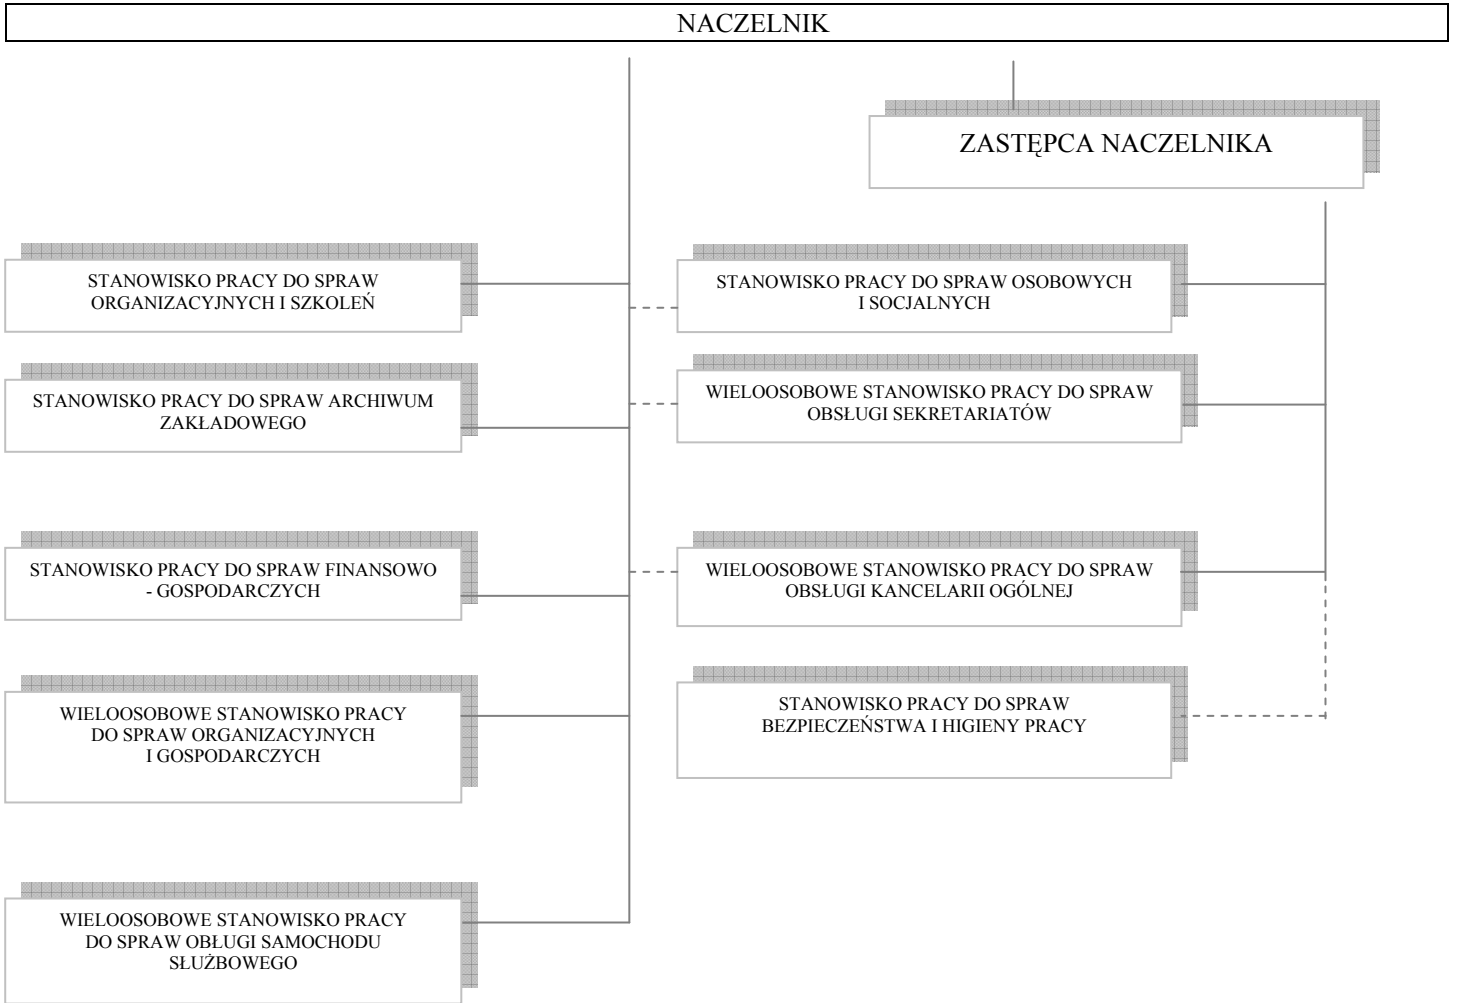 NACZELNIK
ZASTĘPCA NACZELNIKA
STANOWISKO PRACY DO SPRAW
ORGANIZACYJNYCH I SZKOLEŃ
STANOWISKO PRACY DO SPRAW OSOBOWYCH
I SOCJALNYCH
STANOWISKO PRACY DO SPRAW ARCHIWUM
ZAKŁADOWEGO
WIELOOSOBOWE STANOWISKO PRACY DO SPRAW
OBSŁUGI SEKRETARIATÓW
STANOWISKO PRACY DO SPRAW FINANSOWO
- GOSPODARCZYCH
WIELOOSOBOWE STANOWISKO PRACY DO SPRAW
OBSŁUGI KANCELARII OGÓLNEJ
WIELOOSOBOWE STANOWISKO PRACY
DO SPRAW ORGANIZACYJNYCH
I GOSPODARCZYCH
STANOWISKO PRACY DO SPRAW
BEZPIECZEŃSTWA I HIGIENY PRACY
WIELOOSOBOWE STANOWISKO PRACY
DO SPRAW OBŁUGI SAMOCHODU
SŁUŻBOWEGO